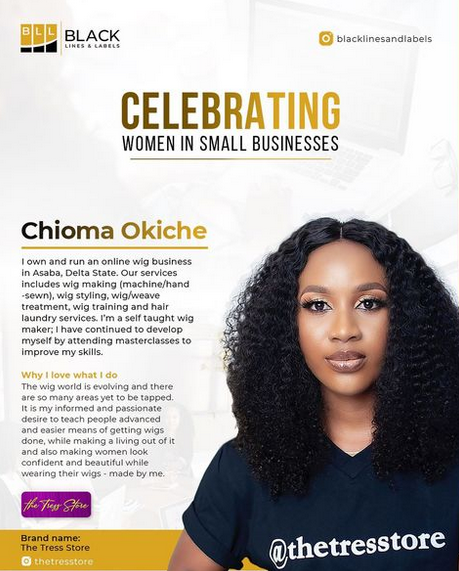 BLL BLACK
LINES & LABELS
blacklinesandlabels
CELEBRATING
WOMEN IN SMALL BUSINESSES
Chioma Okiche
I own and run an online wig business
in Asaba, Delta State. Our services
includes wig making (machine/hand
-sewn), wig styling, wig/weave
treatment, wig training and hair
laundry services. I'm a self taught wig
maker; I have continued to develop
myself by attending masterclasses to
improve my skills.
Why I love what I do
The wig world is evolving and there
are so many areas yet to be tapped.
It is my informed and passionate
desire to teach people advanced
and easier means of getting wigs
done, while making a living out of it
and also making women look
confident and beautiful while
wearing their wigs - made by me.
the Tress Store
Brand name:
The Tress Store
thetresstore
@thetresstore